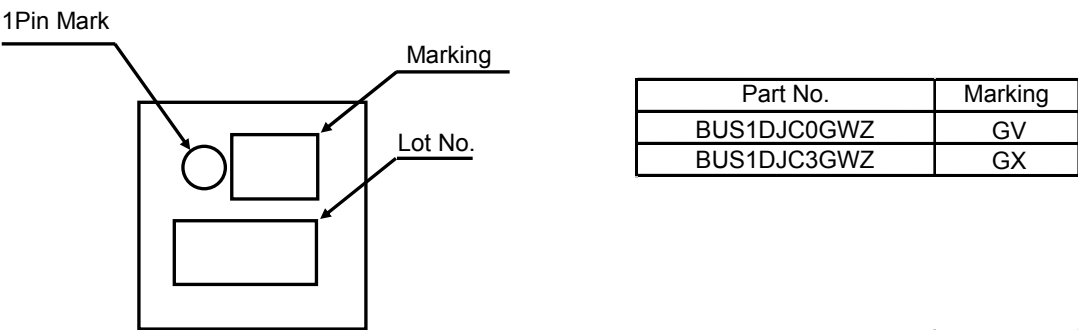 1Pin Mark
Marking
Lot No.
Part No. Marking
BUS1DJC0GWZ GV
BUS1DJC3GWZ GX